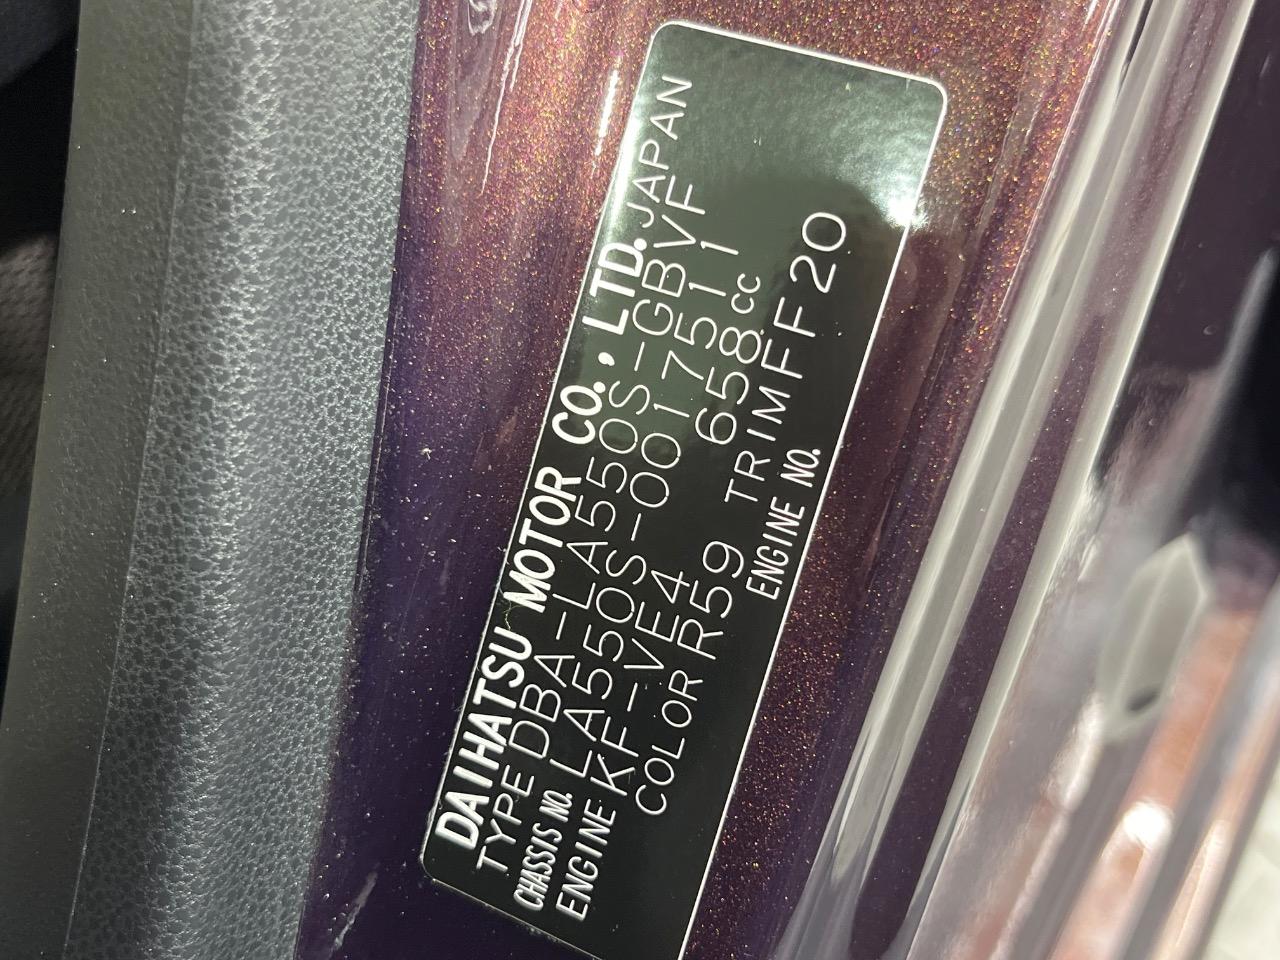 DAIHATSU MOTOR CO., LTD. JAPAN
TYPE DBA-LA550S-GBVF
CHASSIS NO. LA550S-0017511
ENGINE KF-VE4 658cc
COLOR R59 TRIM FF20
ENGINE NO.